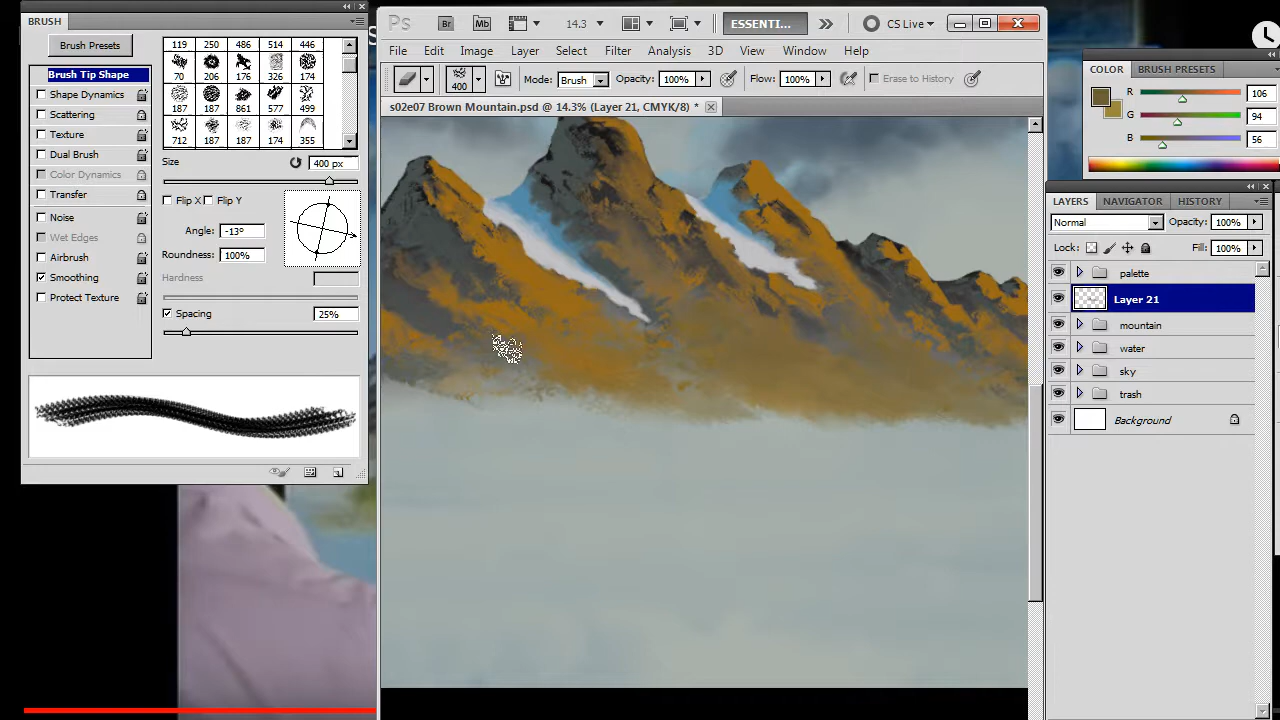 BRUSH
Brush Presets
119 250 486 514 446
70 206 176 326 174
187 187 861 577 499
712 187 187 174 355
Brush Tip Shape
Shape Dynamics
Scattering
Texture
Dual Brush
Color Dynamics
Transfer
Noise
Wet Edges
Airbrush
Smoothing
Protect Texture
Size 400 px
Flip X Flip Y
Angle: -13º
Roundness: 100%
Hardness
Spacing 25%
Ps Br Mb 14.3 ESSENTI... CS Live
File Edit Image Layer Select Filter Analysis 3D View Window Help
400 Mode: Brush Opacity: 100% Flow: 100% Erase to History
s02e07 Brown Mountain.psd @ 14.3% (Layer 21, CMYK/8) *
COLOR BRUSH PRESETS
R 106
G 94
B 56
LAYERS NAVIGATOR HISTORY
Normal Opacity: 100%
Lock: Fill: 100%
palette
Layer 21
mountain
water
sky
trash
Background